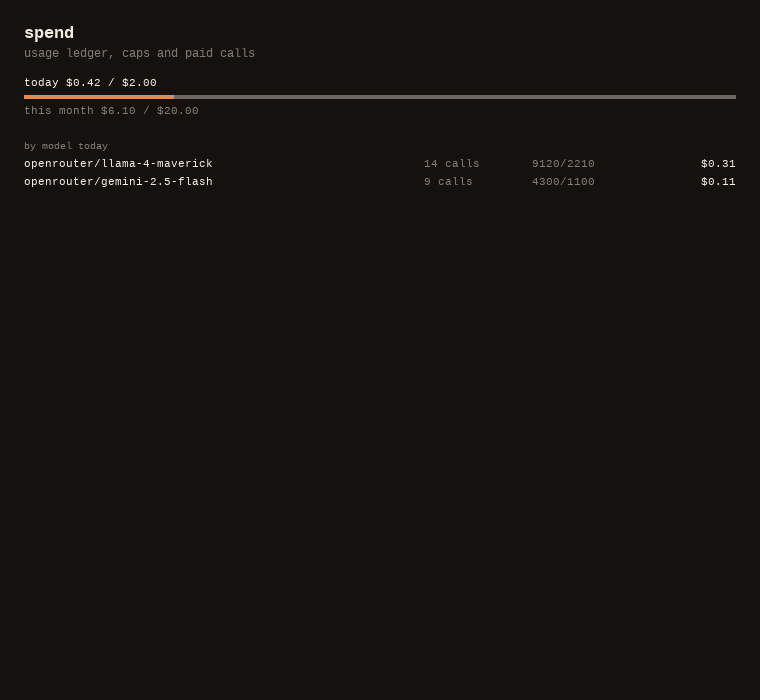 spend
usage ledger, caps and paid calls
today $0.42 / $2.00
this month $6.10 / $20.00
by model today
openrouter/llama-4-maverick 14 calls 9120/2210 $0.31
openrouter/gemini-2.5-flash 9 calls 4300/1100 $0.11